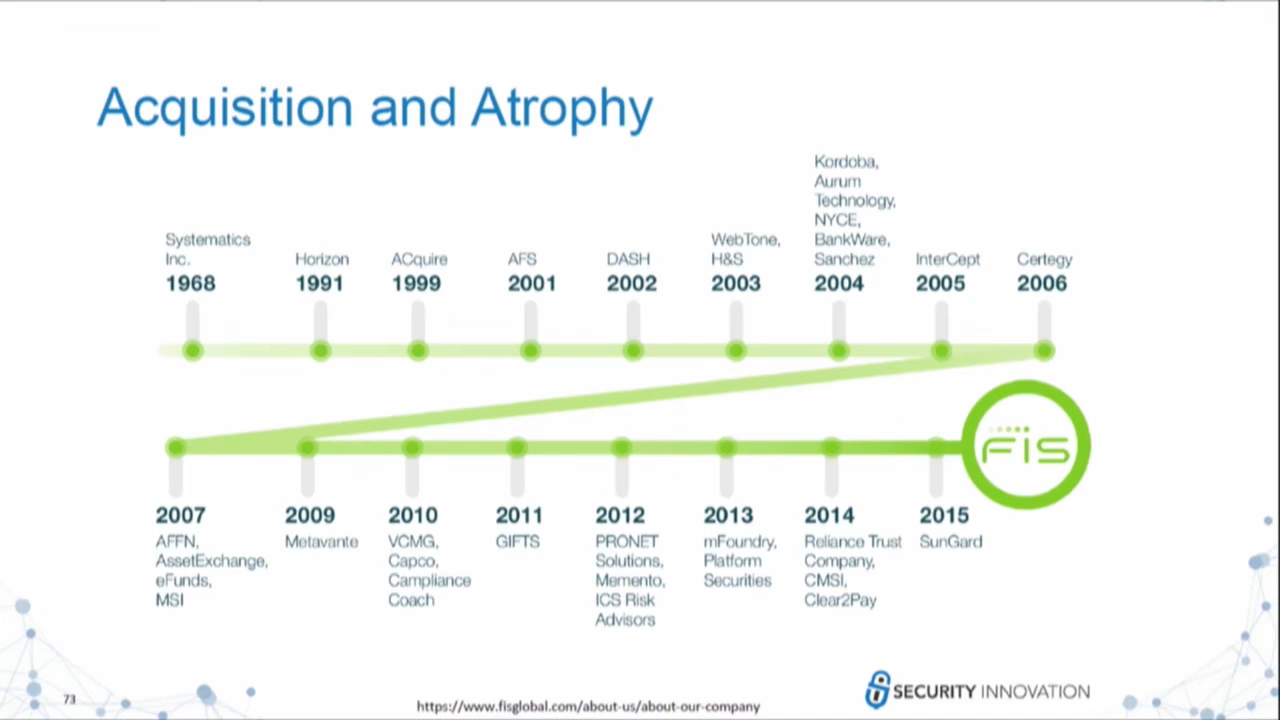 Acquisition and Atrophy
Systematics
Inc.
1968
Horizon
1991
ACquire
1999
AFS
2001
DASH
2002
WebTone,
H&S
2003
Kordoba,
Aurum
Technology,
NYCE,
BankWare,
Sanchez
2004
InterCept
2005
Certegy
2006
FIS
2007
AFFN,
AssetExchange,
eFunds,
MSI
2009
Metavante
2010
VCMG,
Capco,
Campliance
Coach
2011
GIFTS
2012
PRONET
Solutions,
Memento,
ICS Risk
Advisors
2013
mFoundry,
Platform
Securities
2014
Reliance Trust
Company,
CMSI,
Clear2Pay
2015
SunGard
73
https://www.fisglobal.com/about-us/about-our-company
SECURITY INNOVATION